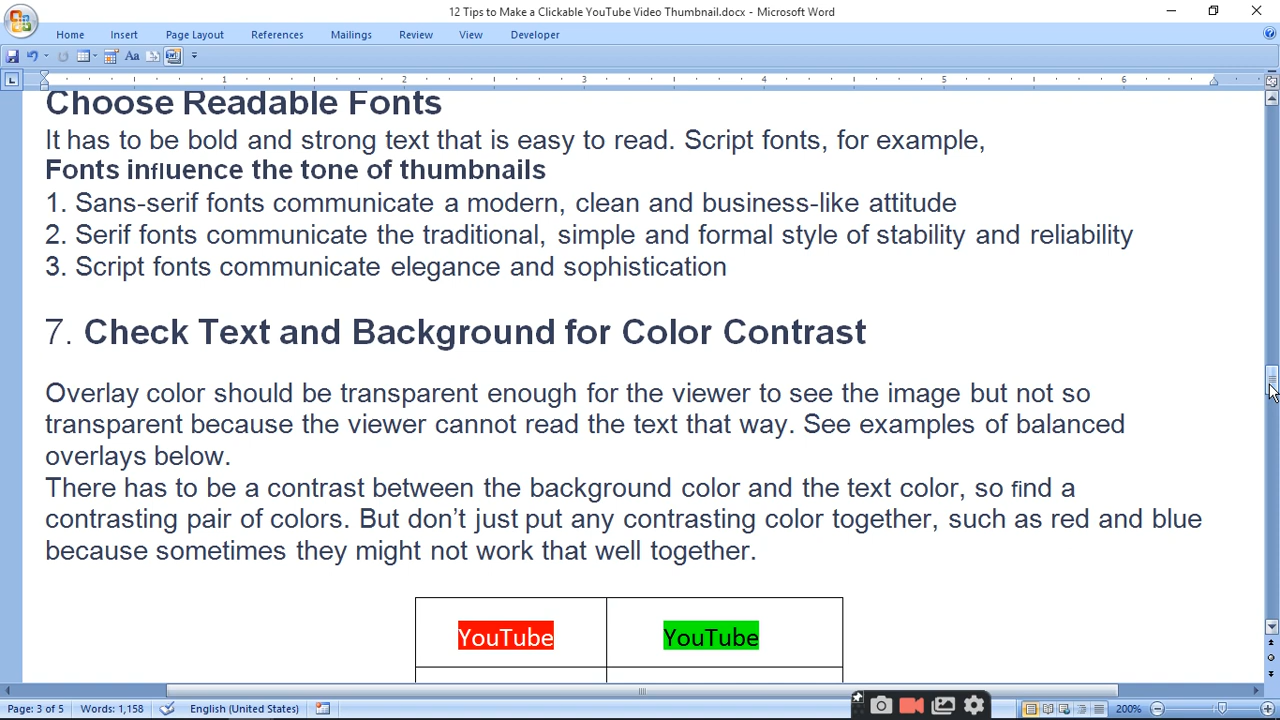 12 Tips to Make a Clickable YouTube Video Thumbnail.docx - Microsoft Word
Home Insert Page Layout References Mailings Review View Developer
Aa
1 2 3 4 5 6
Choose Readable Fonts
It has to be bold and strong text that is easy to read. Script fonts, for example,
Fonts influence the tone of thumbnails
1. Sans-serif fonts communicate a modern, clean and business-like attitude
2. Serif fonts communicate the traditional, simple and formal style of stability and reliability
3. Script fonts communicate elegance and sophistication
7. Check Text and Background for Color Contrast
Overlay color should be transparent enough for the viewer to see the image but not so
transparent because the viewer cannot read the text that way. See examples of balanced
overlays below.
There has to be a contrast between the background color and the text color, so find a
contrasting pair of colors. But don’t just put any contrasting color together, such as red and blue
because sometimes they might not work that well together.
YouTube YouTube
Page: 3 of 5 Words: 1,158 English (United States) 200%